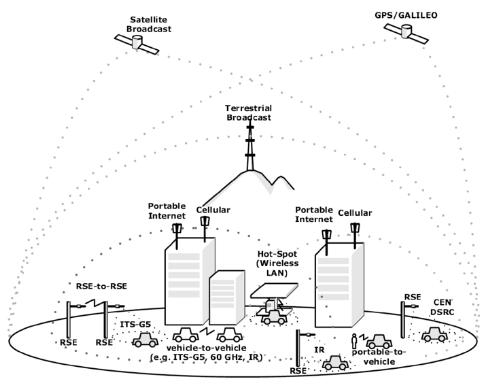 Satellite
Broadcast
GPS/GALILEO
Terrestrial
Broadcast
Portable
Internet
Cellular
Portable
Internet
Cellular
Hot-Spot
(Wireless
LAN)
RSE-to-RSE
RSE
CEN
DSRC
ITS-G5
RSE
RSE
vehicle-to-vehicle
(e.g. ITS-G5, 60 GHz, IR)
IR
RSE
portable-to-
vehicle